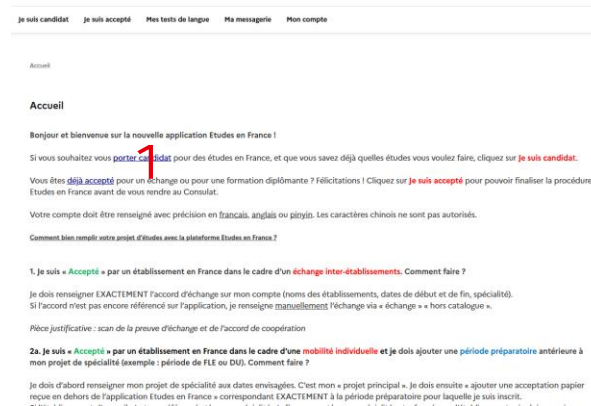 Je suis candidat Je suis accepté Mes tests de langue Ma messagerie Mon compte
Accueil
Accueil
Bonjour et bienvenue sur la nouvelle application Etudes en France !
Si vous souhaitez vous porter candidat pour des études en France, et que vous savez déjà quelles études vous voulez faire, cliquez sur Je suis candidat.
1
Vous êtes déjà accepté pour un échange ou pour une formation diplômante ? Félicitations ! Cliquez sur Je suis accepté pour pouvoir finaliser la procédure
Etudes en France avant de vous rendre au Consulat.
Votre compte doit être renseigné avec précision en français, anglais ou pinyin. Les caractères chinois ne sont pas autorisés.
Comment bien remplir votre projet d'études avec la plateforme Etudes en France ?
1. Je suis « Accepté » par un établissement en France dans le cadre d'un échange inter-établissements. Comment faire ?
Je dois renseigner EXACTEMENT l'accord d'échange sur mon compte (noms des établissements, dates de début et de fin, spécialité).
Si l'accord n'est pas encore référencé sur l'application, je renseigne manuellement l'échange via « échange » « hors catalogue ».
Pièce justificative : scan de la preuve d'échange et de l'accord de coopération
2a. Je suis « Accepté » par un établissement en France dans le cadre d'une mobilité individuelle et je dois ajouter une période préparatoire antérieure à
mon projet de spécialité (exemple : période de FLE ou DU). Comment faire ?
Je dois d'abord renseigner mon projet de spécialité aux dates envisagées. C'est mon « projet principal ». Je dois ensuite « ajouter une acceptation papier
reçue en dehors de l'application Etudes en France » correspondant EXACTEMENT à la période préparatoire pour laquelle je suis inscrit.